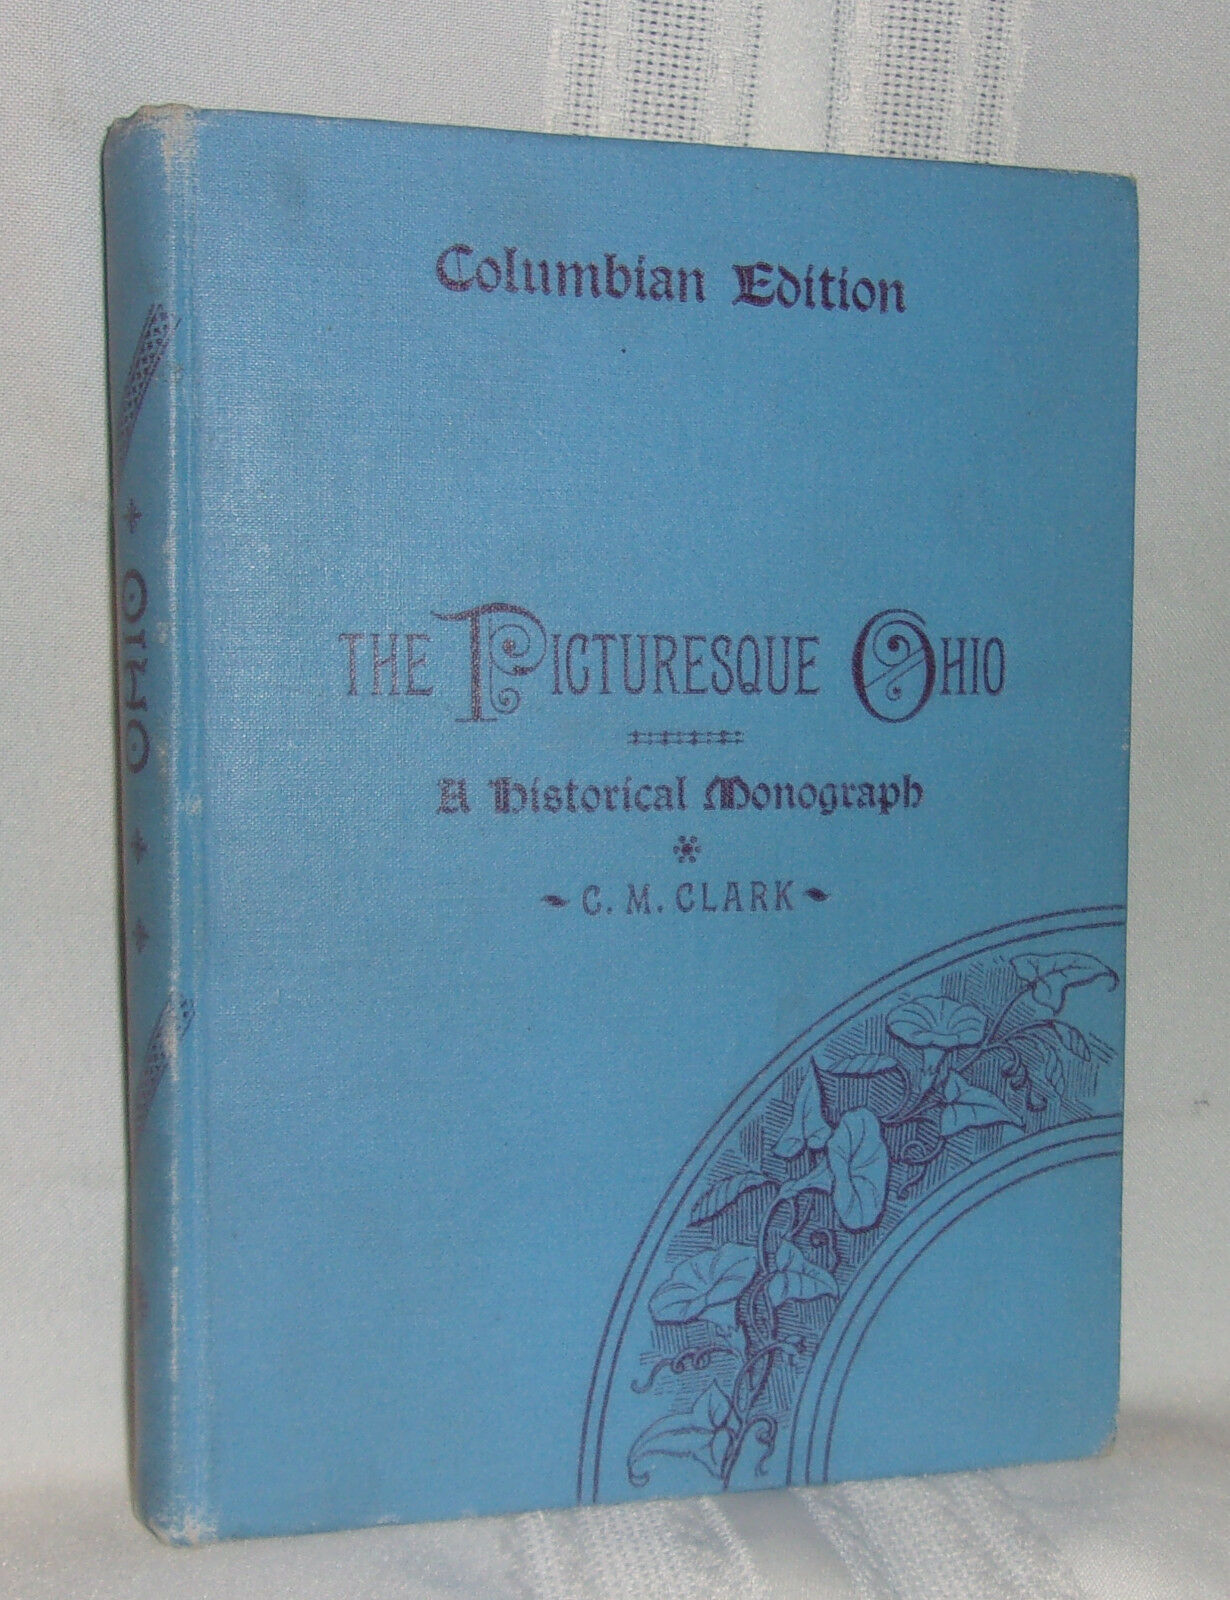 Columbian Edition
THE PICTURESQUE OHIO
A Historical Monograph
C. M. CLARK
OHIO